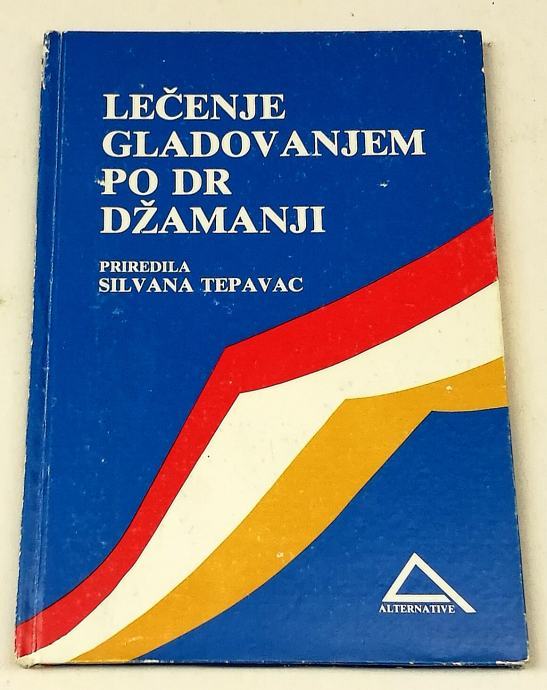 LEČENJE
GLADOVANJEM
PO DR
DŽAMANJI
PRIREDILA
SILVANA TEPAVAC
ALTERNATIVE